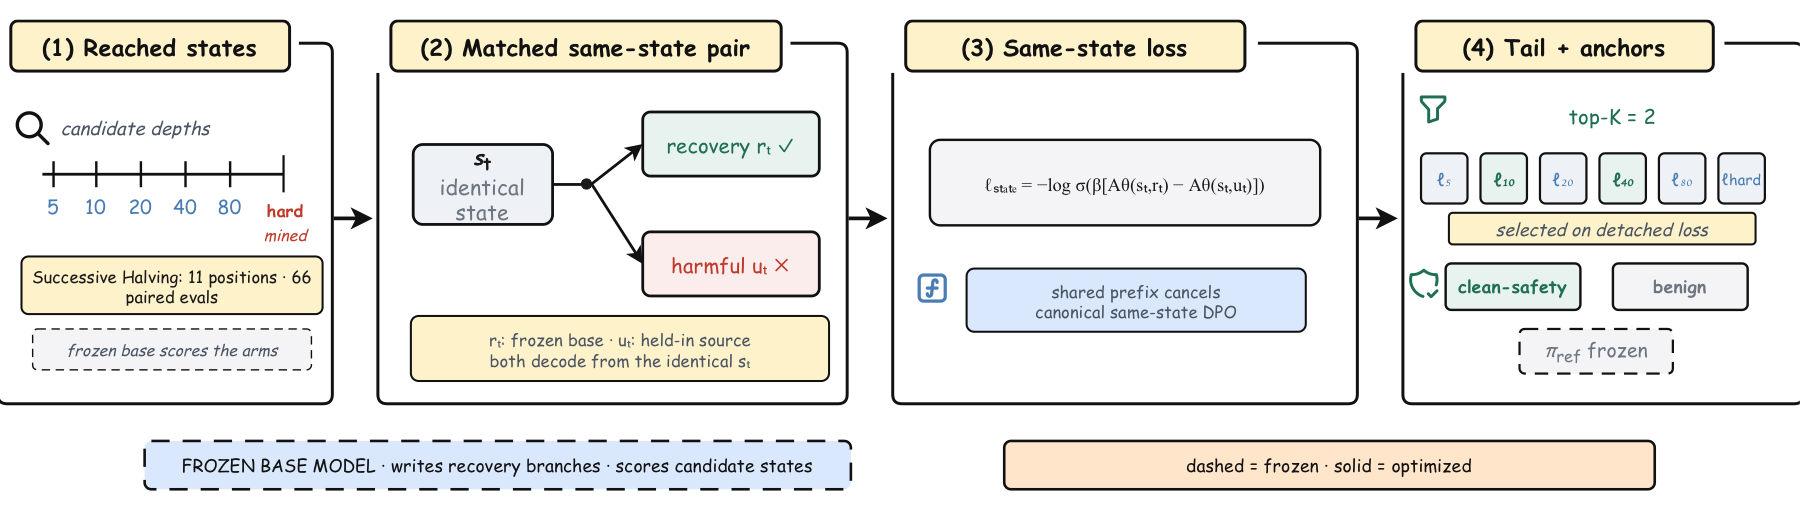 (1) Reached states
candidate depths
5 10 20 40 80 hard
mined
Successive Halving: 11 positions · 66
paired evals
frozen base scores the arms
(2) Matched same-state pair
sₜ
identical
state
recovery rₜ ✓
harmful uₜ ×
rₜ: frozen base · uₜ: held-in source
both decode from the identical sₜ
(3) Same-state loss
ℓstate = −log σ(β[Aθ(sₜ,rₜ) − Aθ(sₜ,uₜ)])
shared prefix cancels
canonical same-state DPO
(4) Tail + anchors
top-K = 2
ℓ₅ ℓ₁₀ ℓ₂₀ ℓ₄₀ ℓ₈₀ ℓhard
selected on detached loss
clean-safety benign
πref frozen
FROZEN BASE MODEL · writes recovery branches · scores candidate states
dashed = frozen · solid = optimized